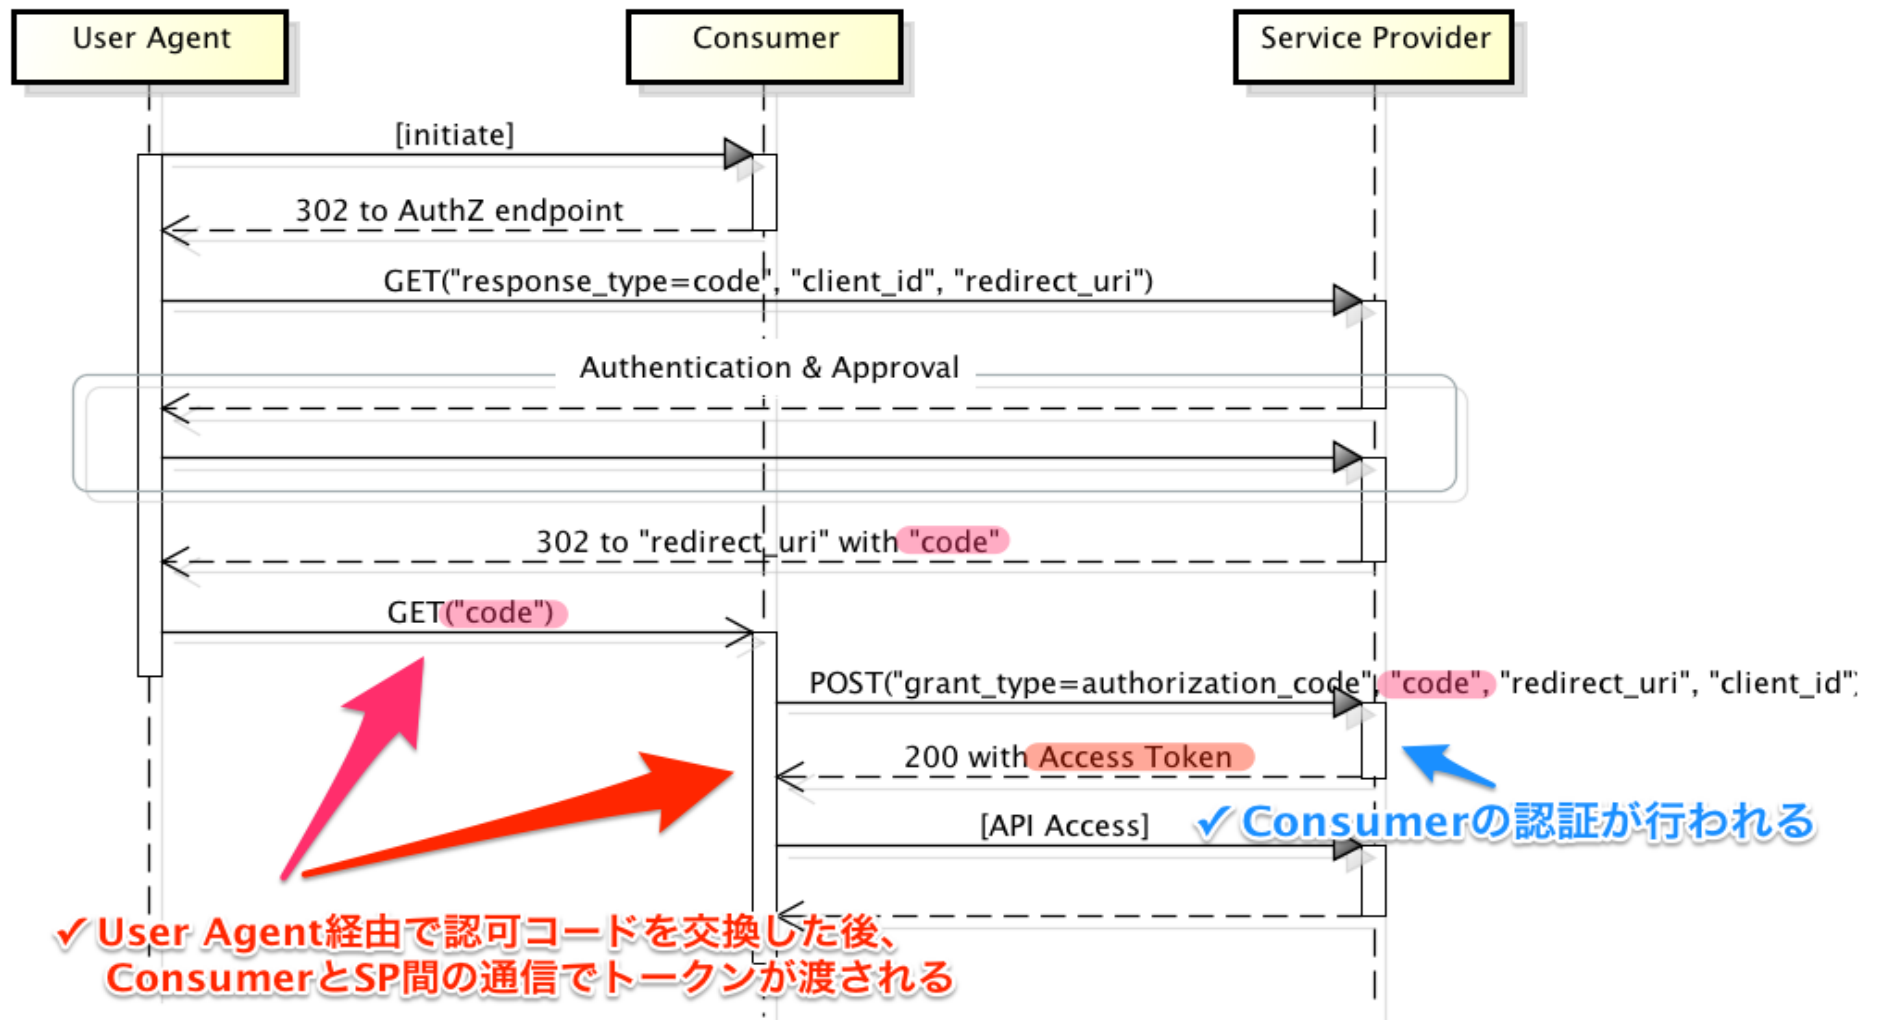 User Agent
Consumer
Service Provider
[initiate]
302 to AuthZ endpoint
GET("response_type=code", "client_id", "redirect_uri")
Authentication & Approval
302 to "redirect_uri" with "code"
GET("code")
POST("grant_type=authorization_code", "code", "redirect_uri", "client_id")
200 with Access Token
[API Access]
✓Consumerの認証が行われる
✓User Agent経由で認可コードを交換した後、
ConsumerとSP間の通信でトークンが渡される